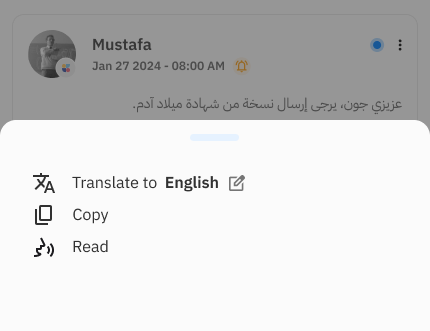 Mustafa
Jan 27 2024 - 08:00 AM
عزيزي جون، يرجى إرسال نسخة من شهادة ميلاد آدم.
Translate to English
Copy
Read